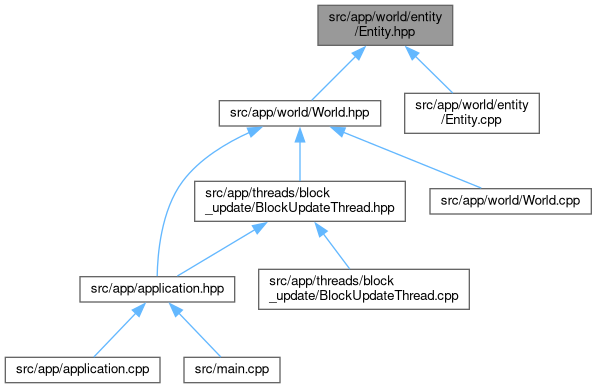 src/app/world/entity
/Entity.hpp
src/app/world/World.hpp
src/app/world/entity
/Entity.cpp
src/app/threads/block
_update/BlockUpdateThread.hpp
src/app/world/World.cpp
src/app/application.hpp
src/app/threads/block
_update/BlockUpdateThread.cpp
src/app/application.cpp
src/main.cpp